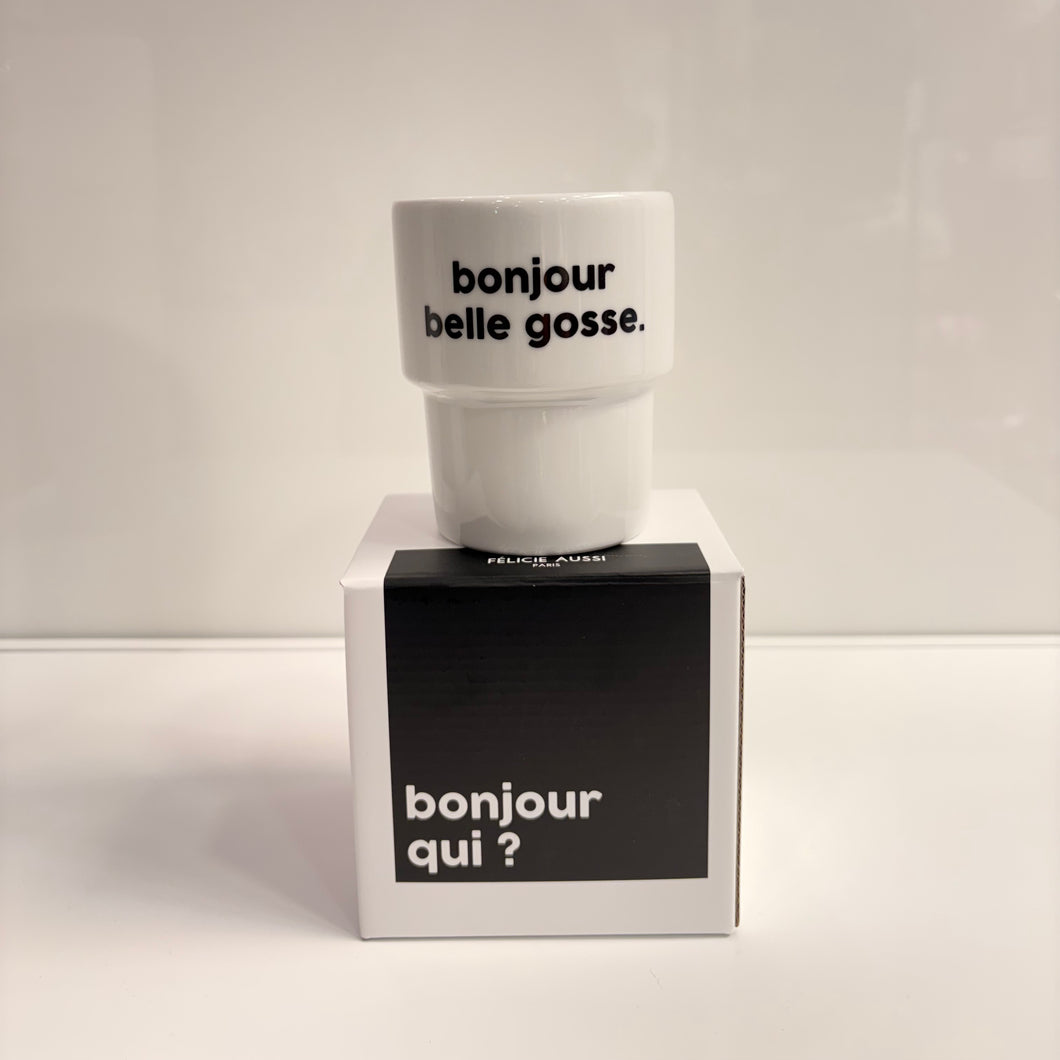 bonjour
belle gosse.
FÉLICIE AUSSI
PARIS
bonjour
qui ?